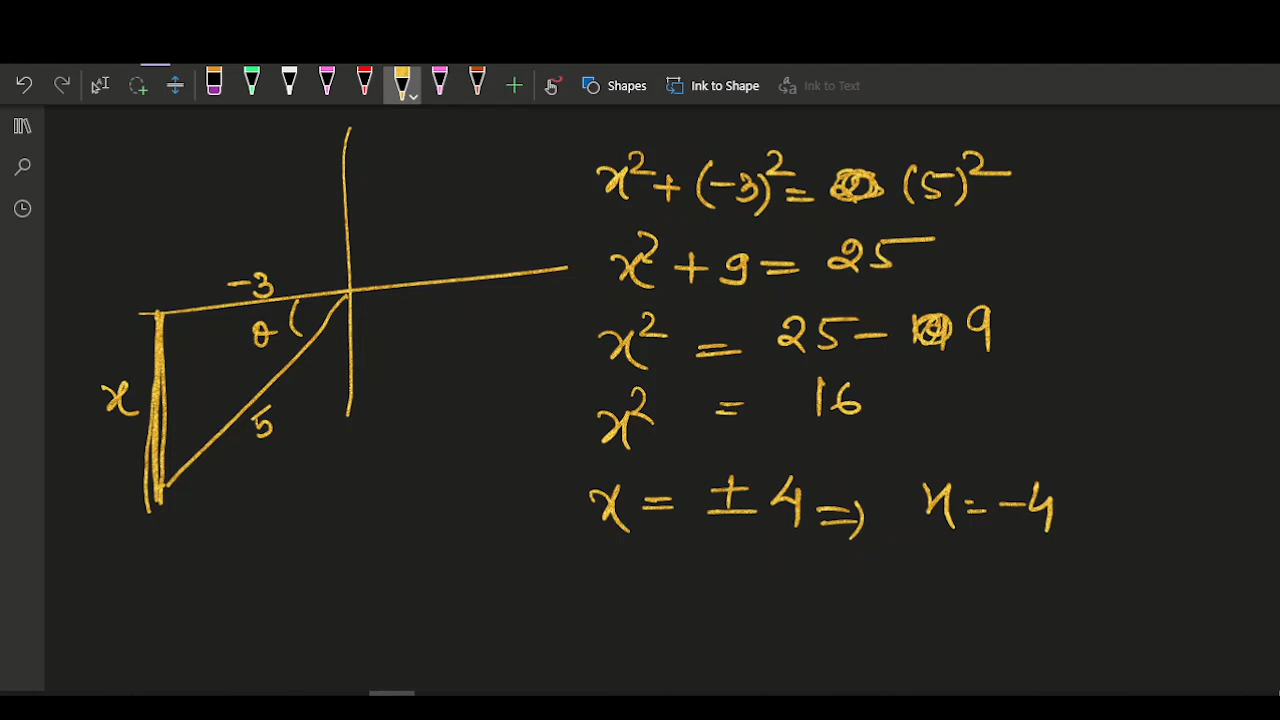 Shapes
Ink to Shape
Ink to Text
-3
θ
x
5
x² + (-3)² = (5)²
x² + 9 = 25
x² = 25 - 9
x² = 16
x = ± 4 => x = -4